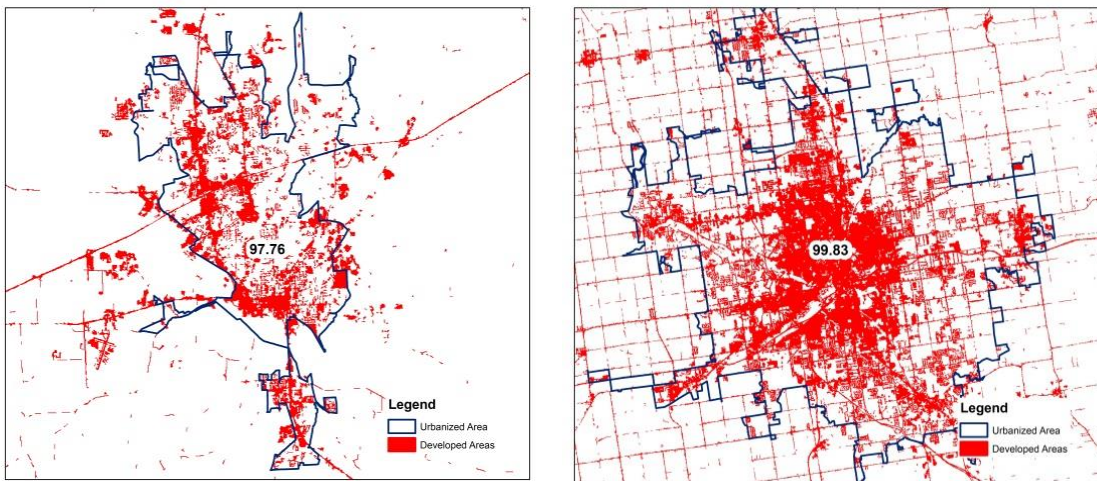 97.76
Legend
Urbanized Area
Developed Areas
99.83
Legend
Urbanized Area
Developed Areas